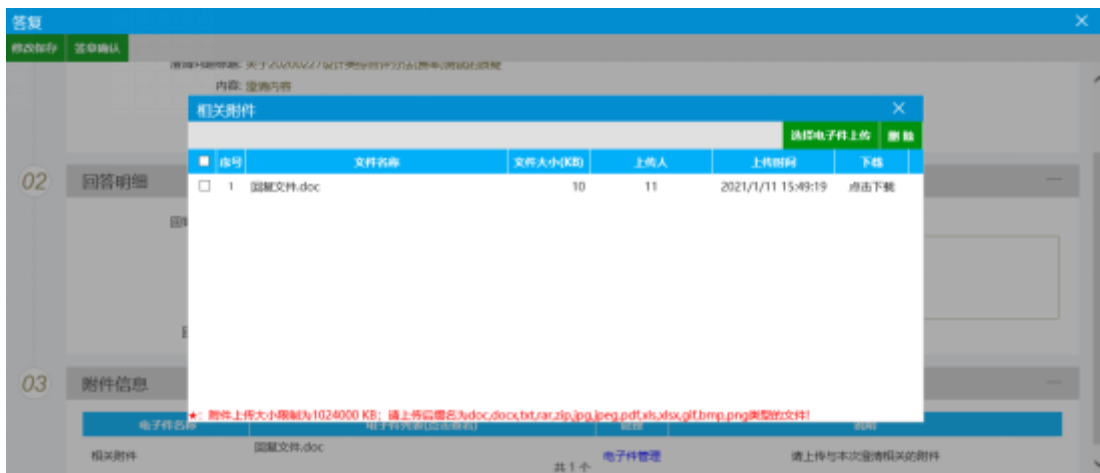 答复
修改保存 签章确认
内容: 澄清内容
相关附件
选择电子件上传 删除
序号 文件名称 文件大小(KB) 上传人 上传时间 下载
1 回复文件.doc 10 11 2021/1/11 15:49:19 点击下载
02 回答明细
03 附件信息
★: 附件上传大小限制为1024000 KB; 请上传后缀名为doc,docx,txt,rar,zip,jpg,jpeg,pdf,xls,xlsx,gif,bmp,png类型的文件!
相关附件 回复文件.doc 电子件管理 请上传与本次澄清相关的附件
共 1 个